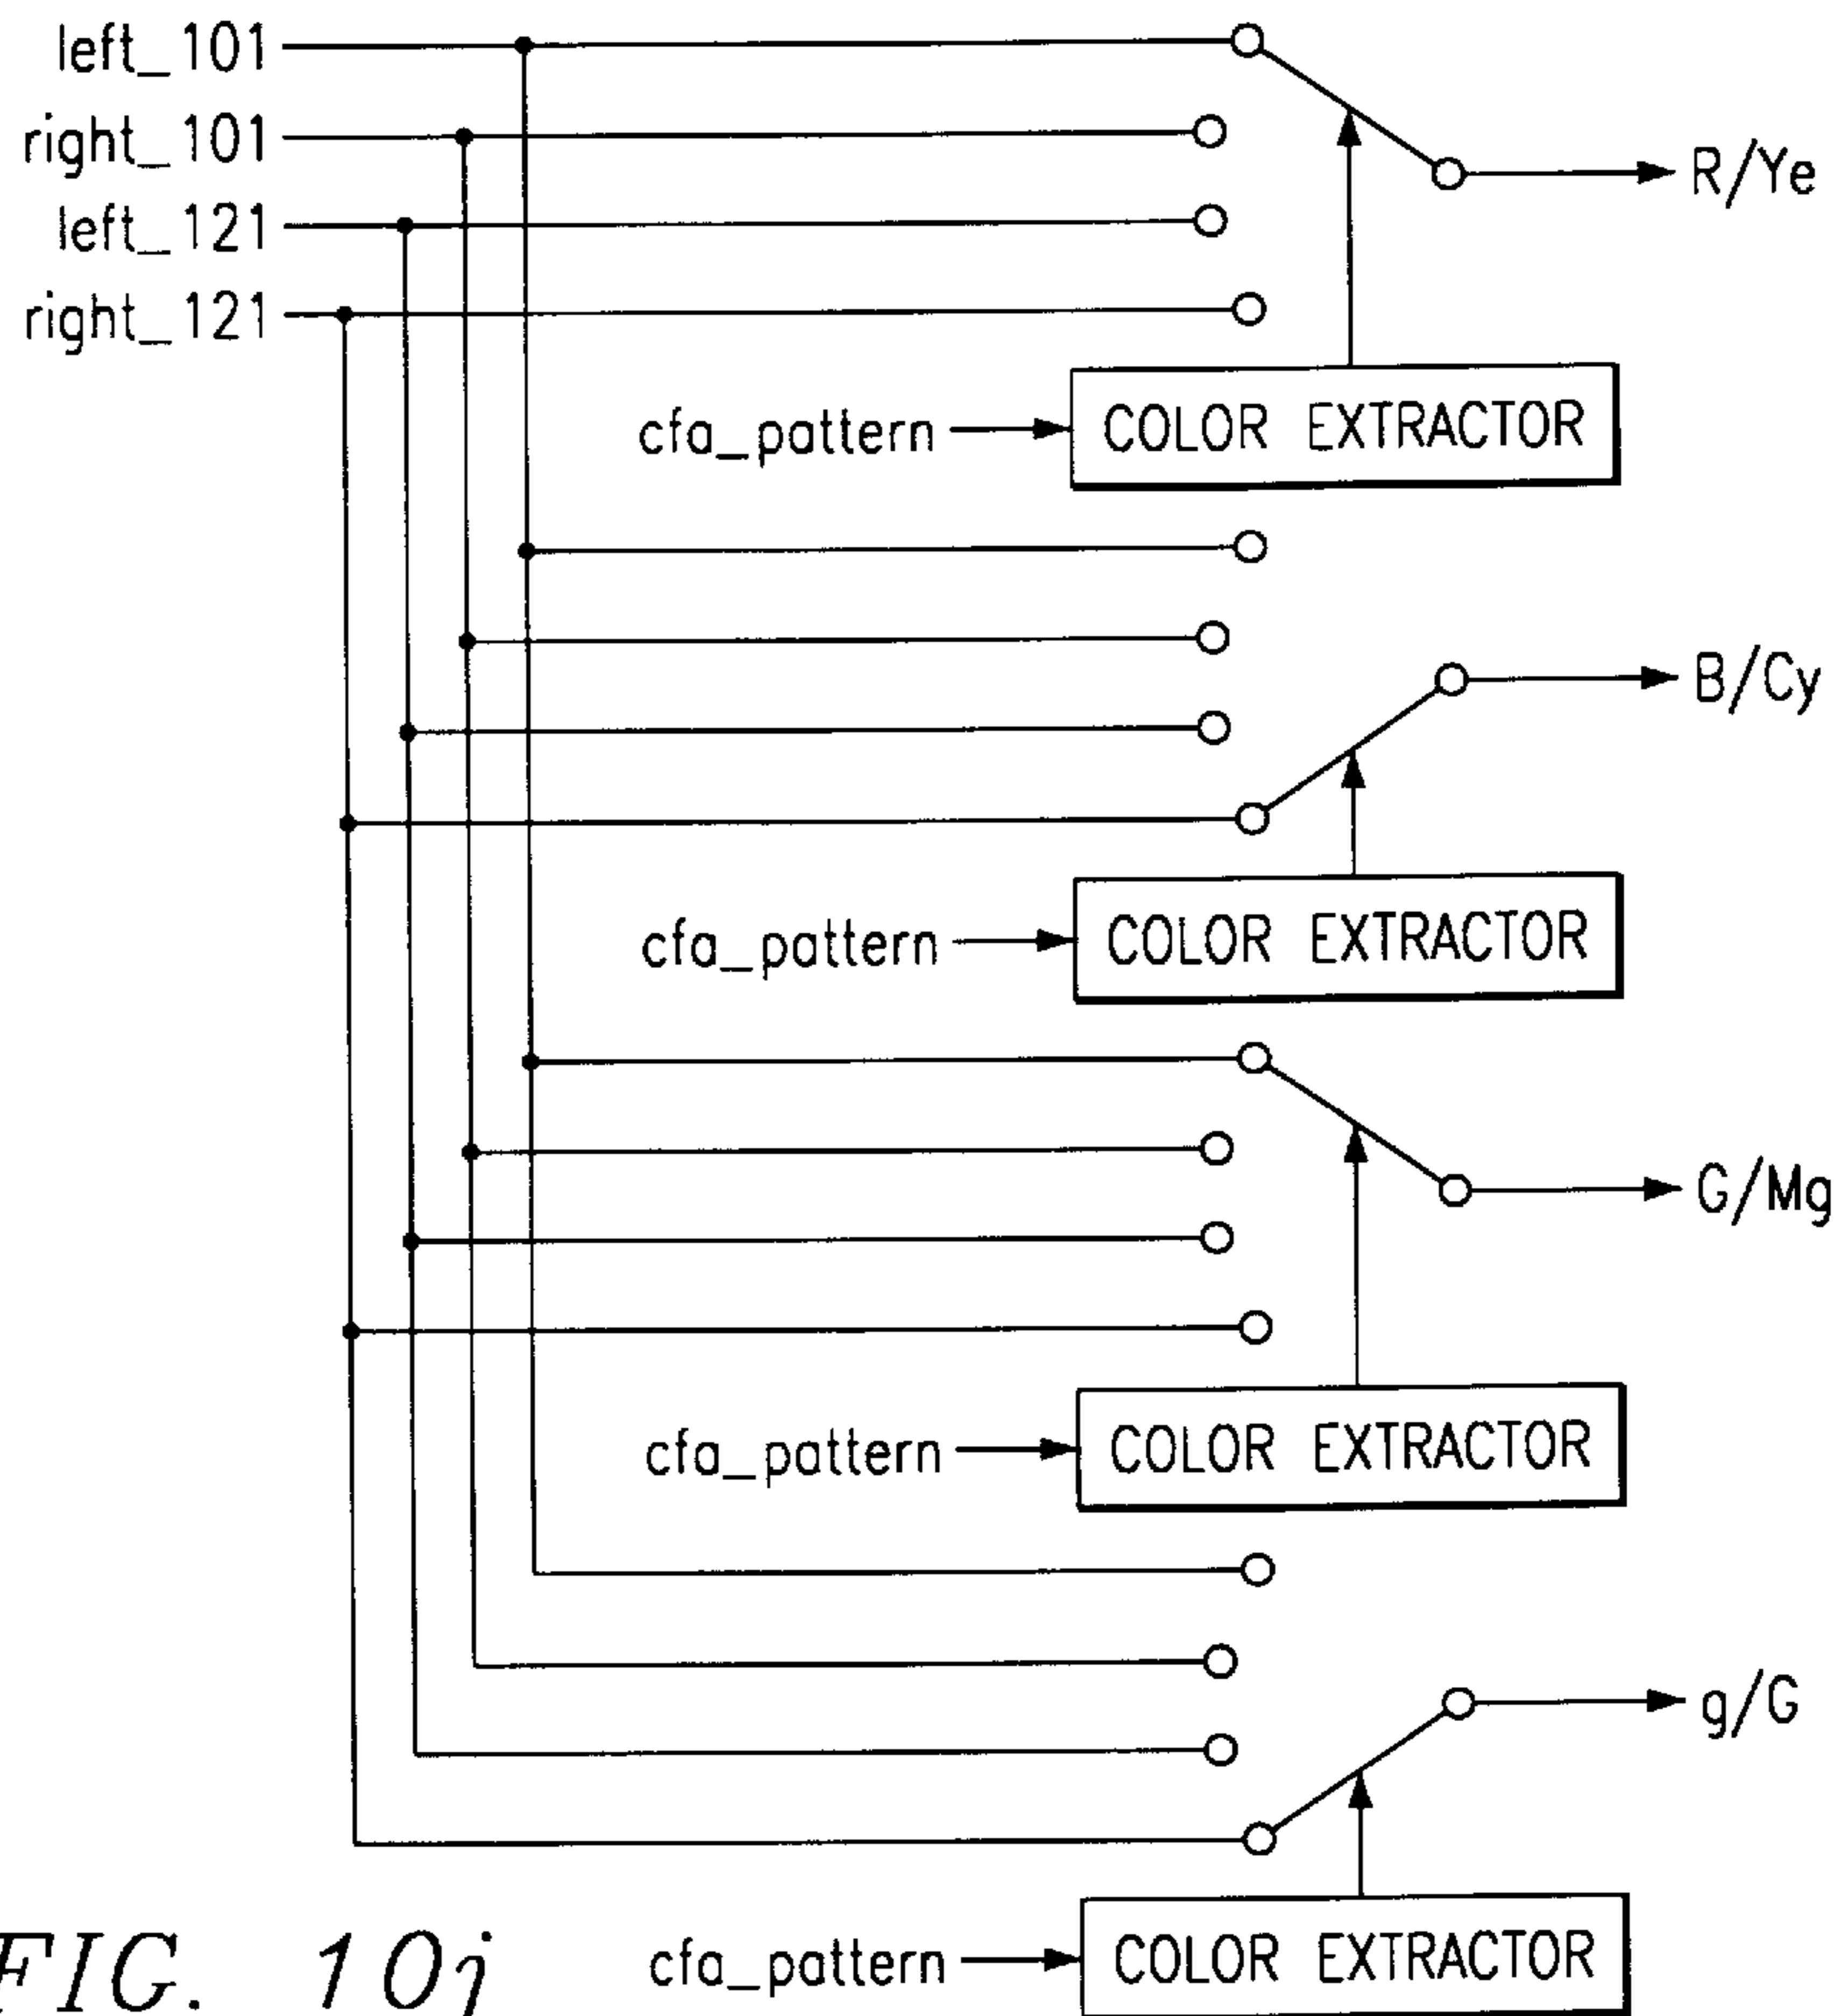 left_101
right_101
R/Ye
left_121
right_121
cfa_pattern
COLOR EXTRACTOR
B/Cy
cfa_pattern
COLOR EXTRACTOR
G/Mg
cfa_pattern
COLOR EXTRACTOR
g/G
cfa_pattern
COLOR EXTRACTOR
FIG. 10j